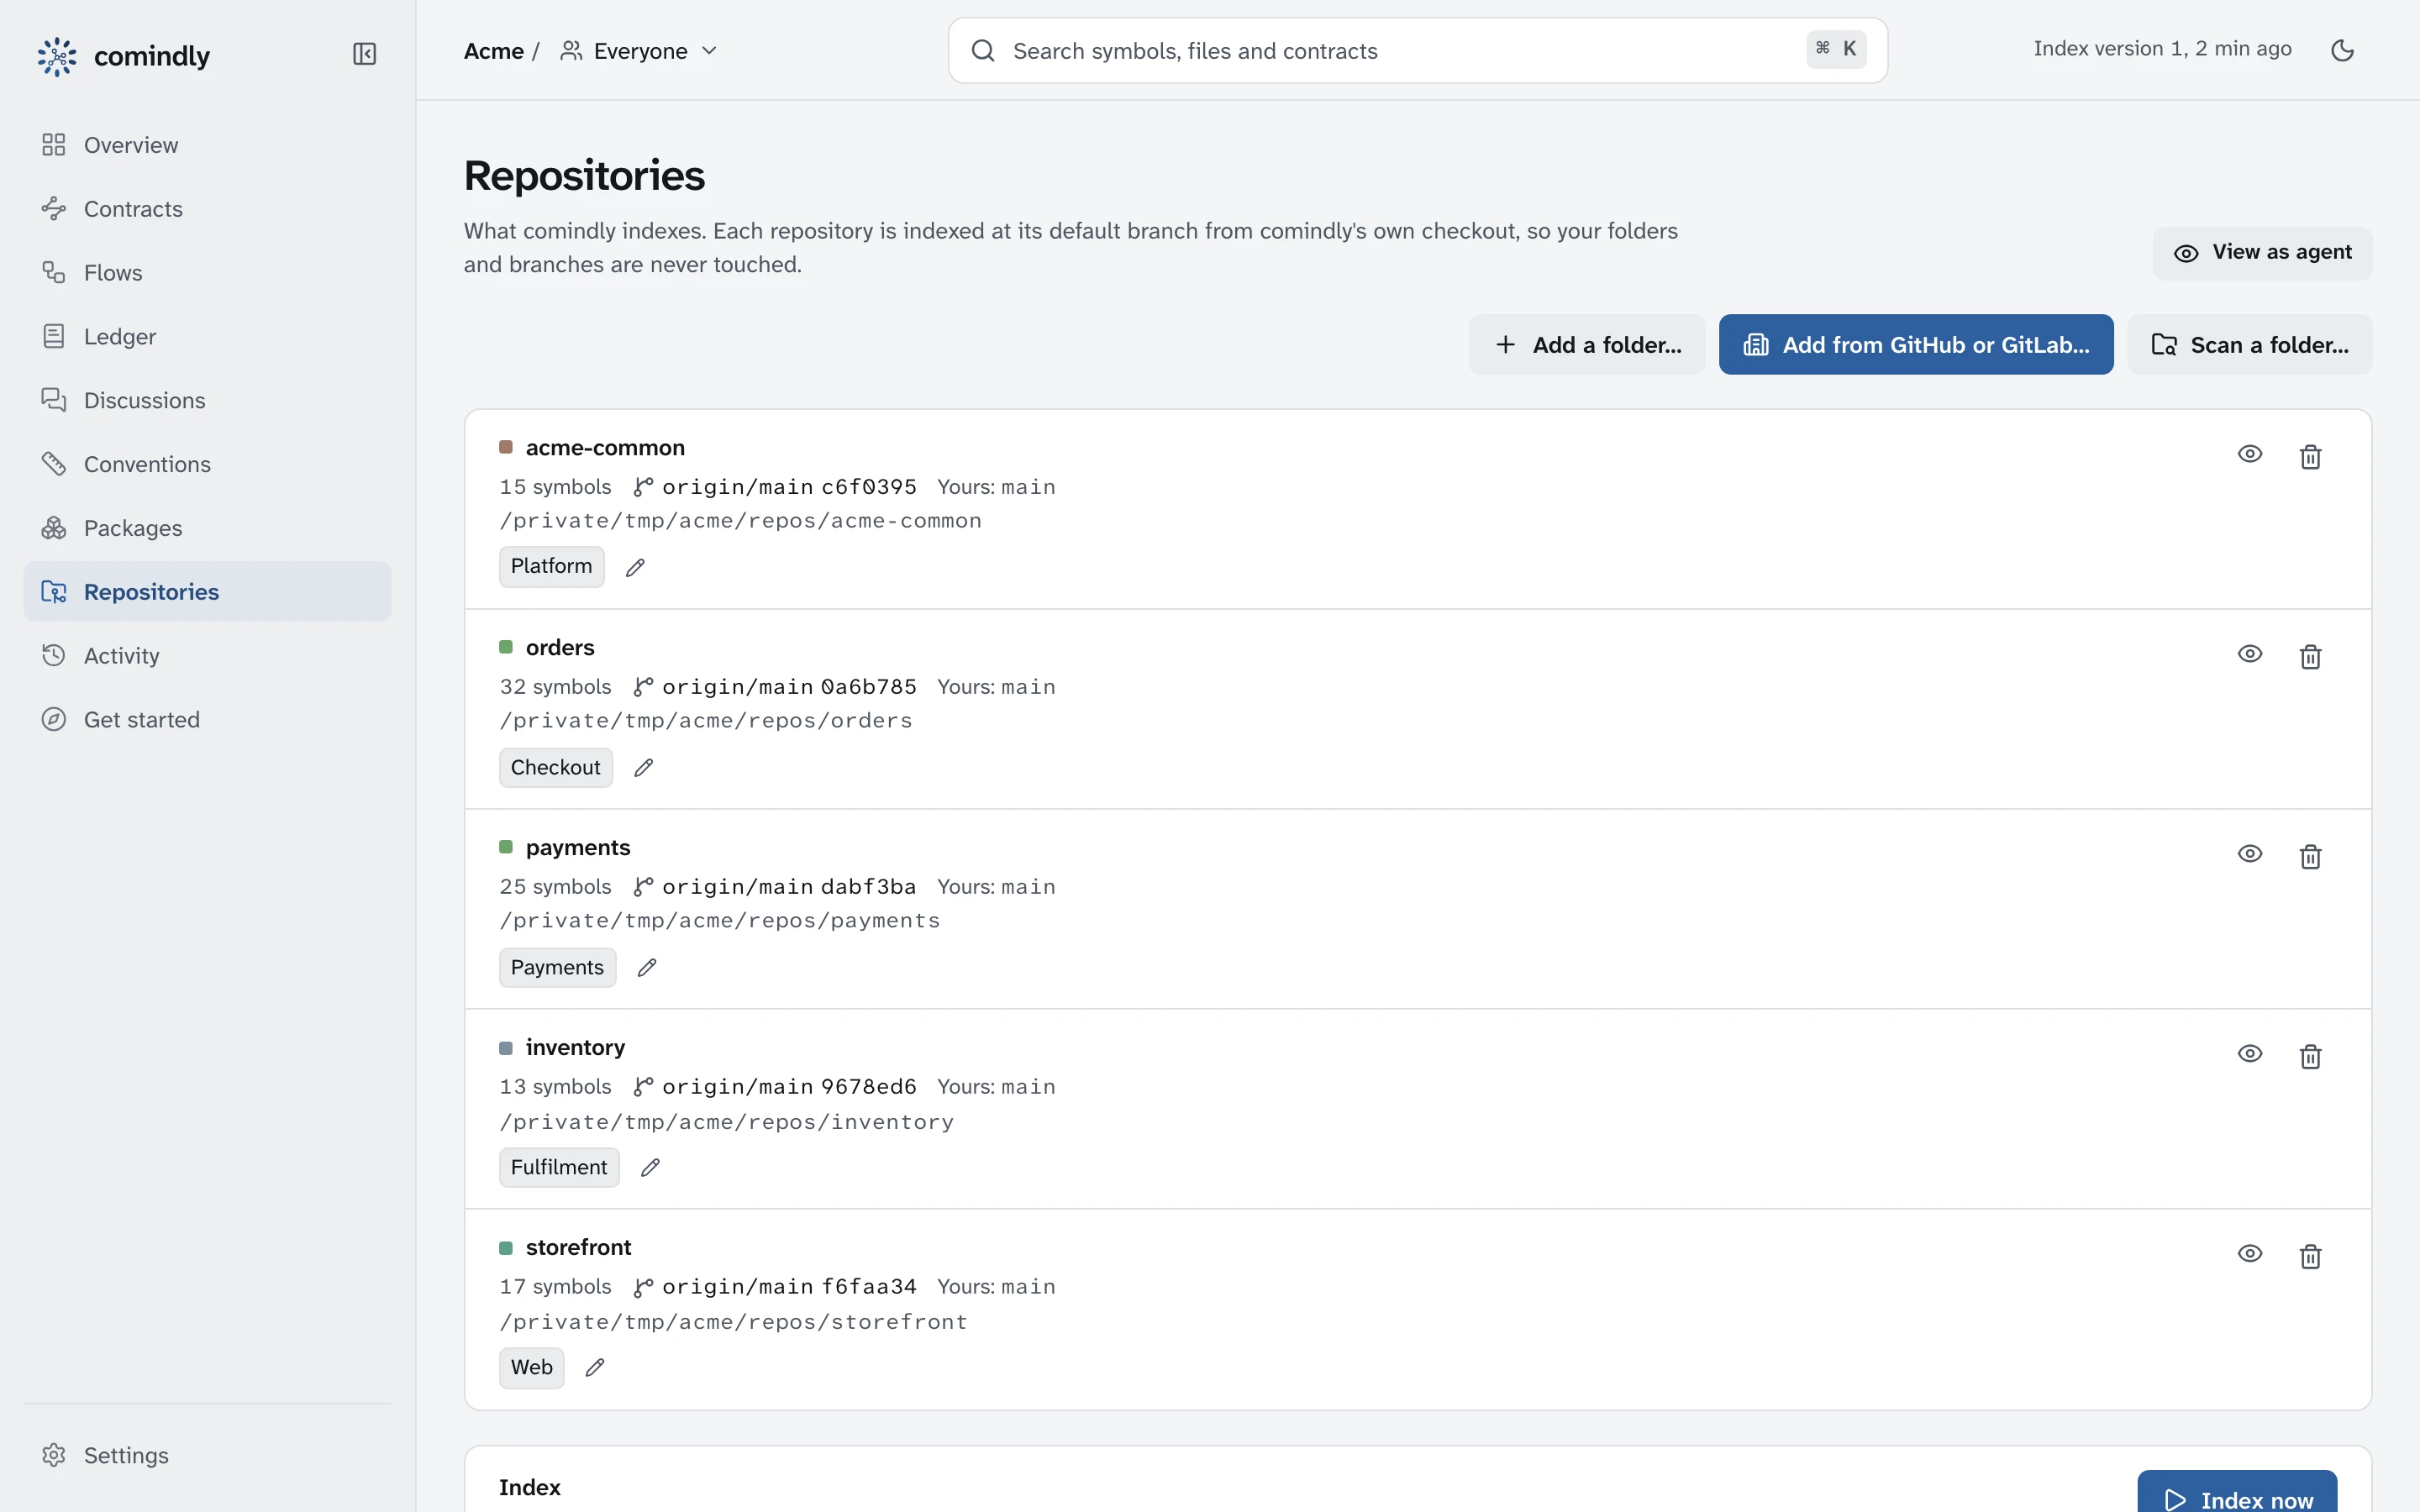 comindly
Acme / Everyone
Search symbols, files and contracts
⌘ K
Index version 1, 2 min ago
Overview
Contracts
Flows
Ledger
Discussions
Conventions
Packages
Repositories
Activity
Get started
Settings
Repositories
What comindly indexes. Each repository is indexed at its default branch from comindly's own checkout, so your folders
and branches are never touched.
View as agent
Add a folder...
Add from GitHub or GitLab...
Scan a folder...
acme-common
15 symbols origin/main c6f0395 Yours: main
/private/tmp/acme/repos/acme-common
Platform
orders
32 symbols origin/main 0a6b785 Yours: main
/private/tmp/acme/repos/orders
Checkout
payments
25 symbols origin/main dabf3ba Yours: main
/private/tmp/acme/repos/payments
Payments
inventory
13 symbols origin/main 9678ed6 Yours: main
/private/tmp/acme/repos/inventory
Fulfilment
storefront
17 symbols origin/main f6faa34 Yours: main
/private/tmp/acme/repos/storefront
Web
Index
Index now